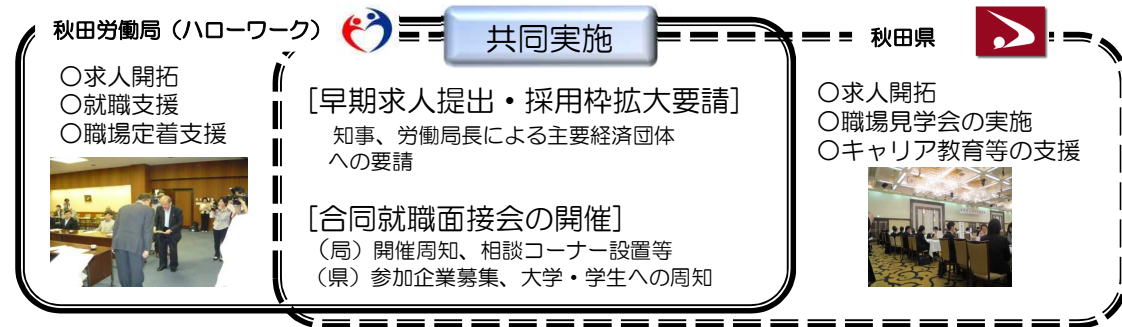 秋田労働局（ハローワーク）
共同実施
秋田県
○求人開拓
○就職支援
○職場定着支援
[早期求人提出・採用枠拡大要請]
知事、労働局長による主要経済団体
への要請
[合同就職面接会の開催]
（局）開催周知、相談コーナー設置等
（県）参加企業募集、大学・学生への周知
○求人開拓
○職場見学会の実施
○キャリア教育等の支援